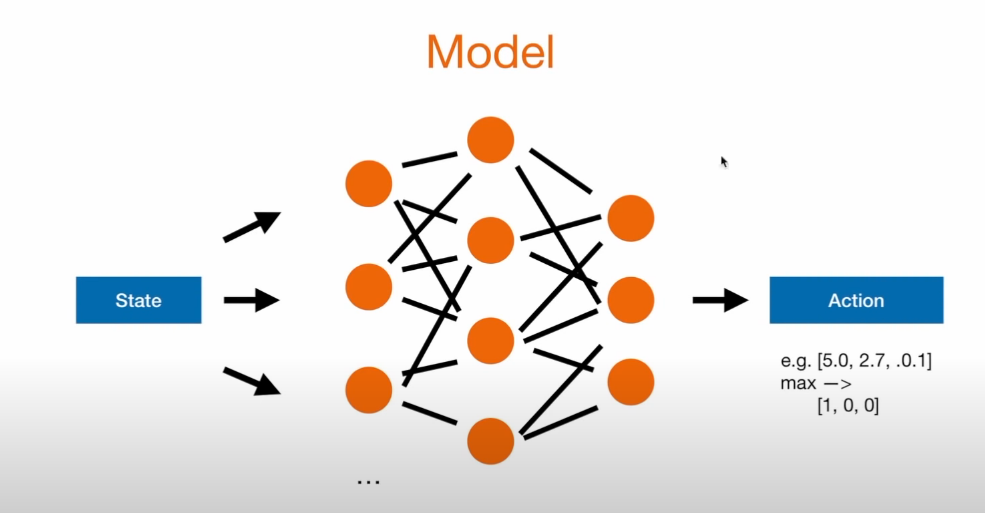 Model
State
Action
e.g. [5.0, 2.7, .0.1]
max —>
[1, 0, 0]
...